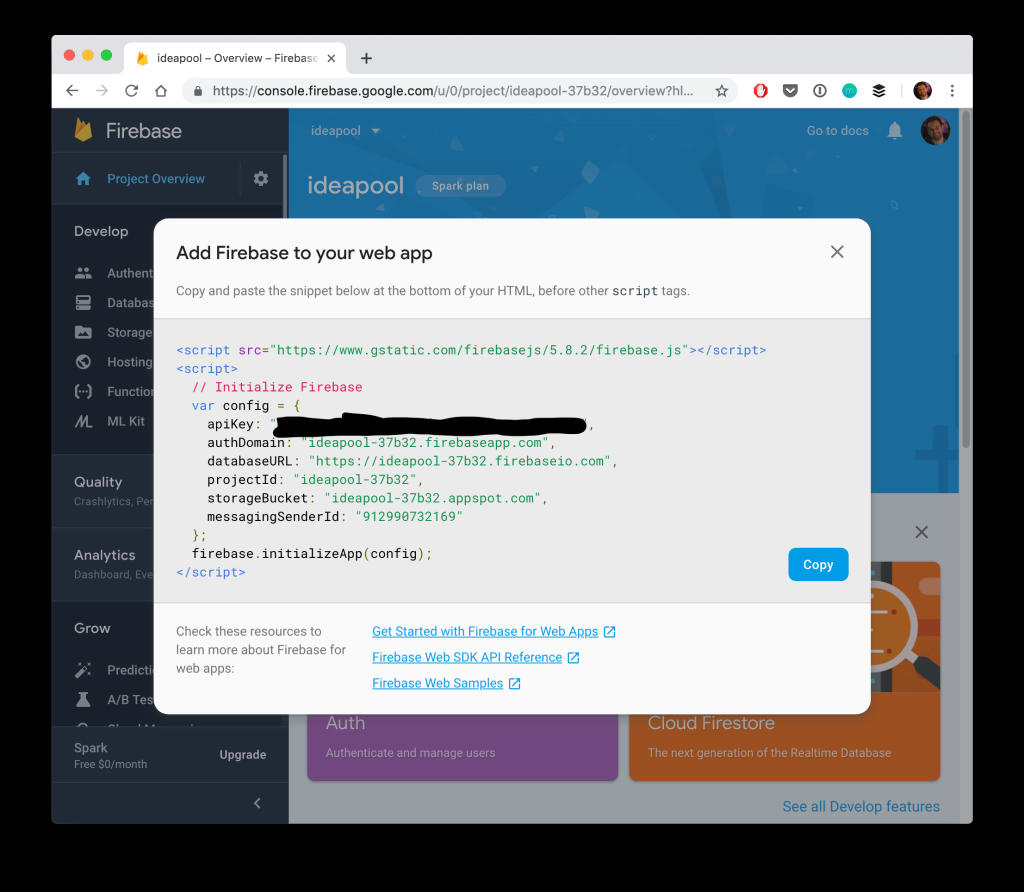 ideapool – Overview – Firebase
https://console.firebase.google.com/u/0/project/ideapool-37b32/overview?hl...
Firebase
ideapool
Go to docs
Project Overview
ideapool
Spark plan
Develop
Authent
Databas
Storage
Hosting
Function
ML Kit
Quality
Crashlytics, Per
Analytics
Dashboard, Eve
Grow
Predicti
A/B Tes
Spark
Free $0/month
Upgrade
Add Firebase to your web app
Copy and paste the snippet below at the bottom of your HTML, before other script tags.
<script src="https://www.gstatic.com/firebasejs/5.8.2/firebase.js"></script>
<script>
// Initialize Firebase
var config = {
apiKey: "",
authDomain: "ideapool-37b32.firebaseapp.com",
databaseURL: "https://ideapool-37b32.firebaseio.com",
projectId: "ideapool-37b32",
storageBucket: "ideapool-37b32.appspot.com",
messagingSenderId: "912990732169"
};
firebase.initializeApp(config);
</script>
Copy
Check these resources to
learn more about Firebase for
web apps:
Get Started with Firebase for Web Apps
Firebase Web SDK API Reference
Firebase Web Samples
Auth
Authenticate and manage users
Cloud Firestore
The next generation of the Realtime Database
See all Develop features